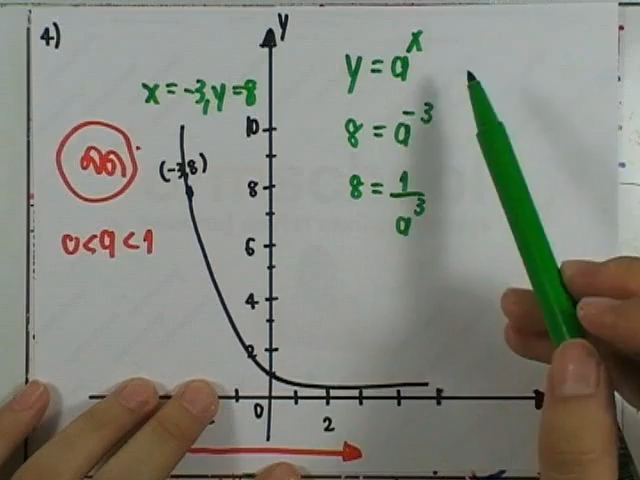 4)
y
x = -3, y = 8
y = a^x
8 = a^-3
8 = 1/a^3
ลด
(-3,8)
0 < a < 1
10
8
6
4
2
0
2